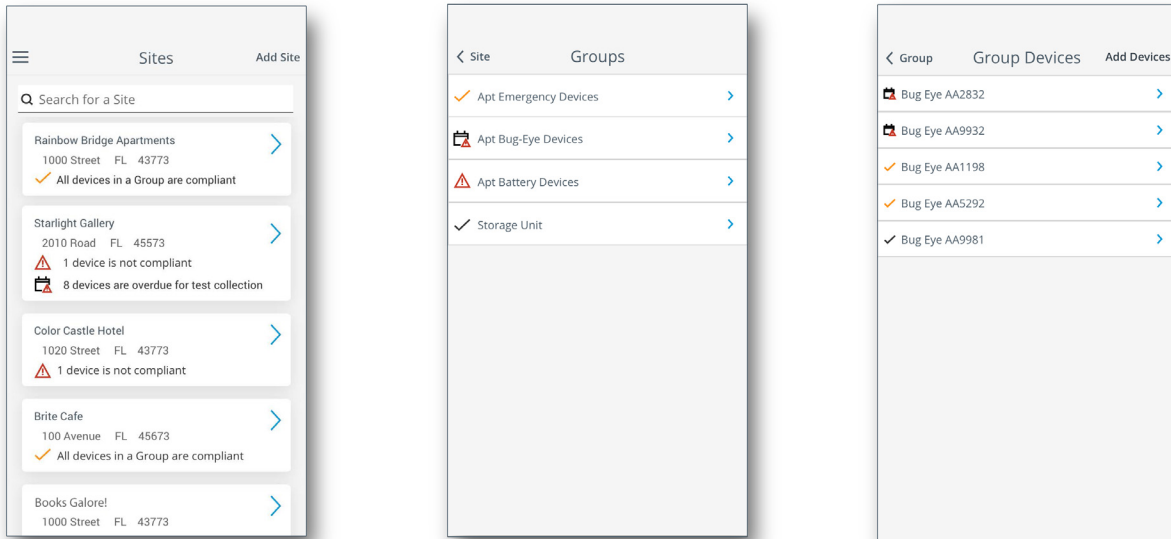 Sites
Add Site
Search for a Site
Rainbow Bridge Apartments
1000 Street FL 43773
All devices in a Group are compliant
Starlight Gallery
2010 Road FL 45573
1 device is not compliant
8 devices are overdue for test collection
Color Castle Hotel
1020 Street FL 43773
1 device is not compliant
Brite Cafe
100 Avenue FL 45673
All devices in a Group are compliant
Books Galore!
1000 Street FL 43773
Site
Groups
Apt Emergency Devices
Apt Bug-Eye Devices
Apt Battery Devices
Storage Unit
Group
Group Devices
Add Devices
Bug Eye AA2832
Bug Eye AA9932
Bug Eye AA1198
Bug Eye AA5292
Bug Eye AA9981